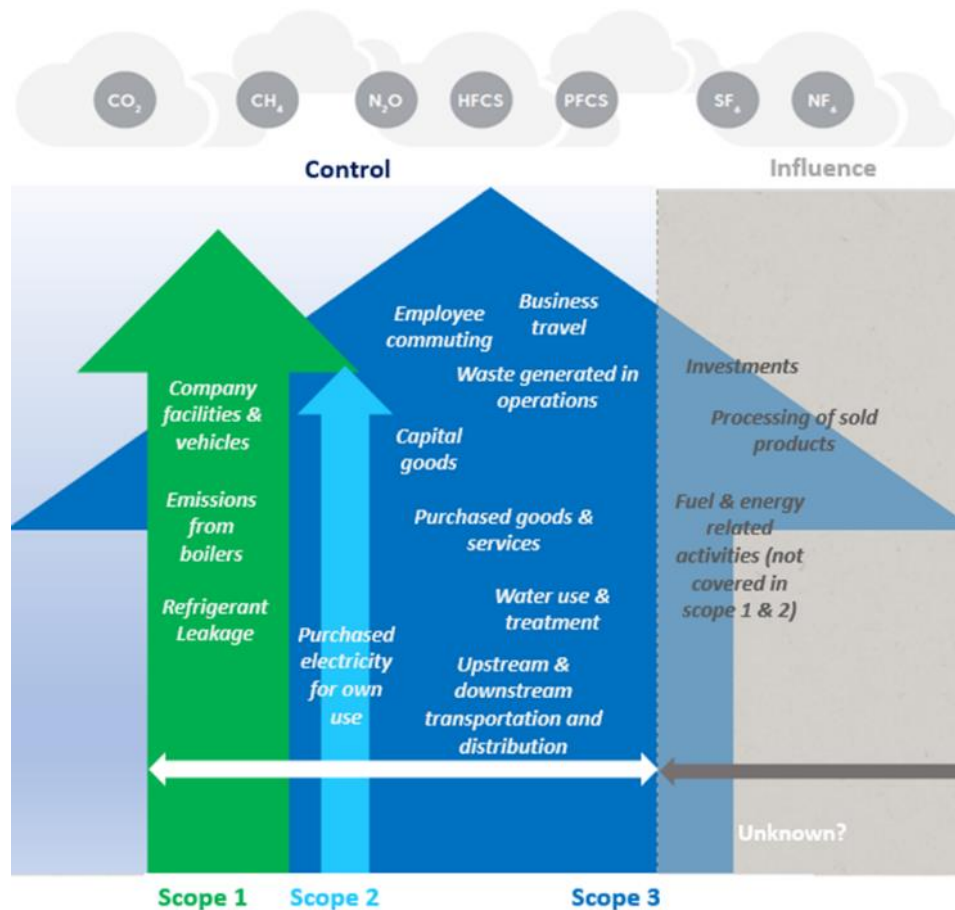 CO₂
CH₄
N₂O
HFCS
PFCS
SF₆
NF₆
Control
Influence
Employee
commuting
Business
travel
Waste generated in
operations
Investments
Company
facilities &
vehicles
Processing of sold
products
Capital
goods
Emissions
from
boilers
Purchased goods &
services
Fuel & energy
related
activities (not
covered in
scope 1 & 2)
Refrigerant
Leakage
Water use &
treatment
Purchased
electricity
for own
use
Upstream &
downstream
transportation and
distribution
Unknown?
Scope 1
Scope 2
Scope 3